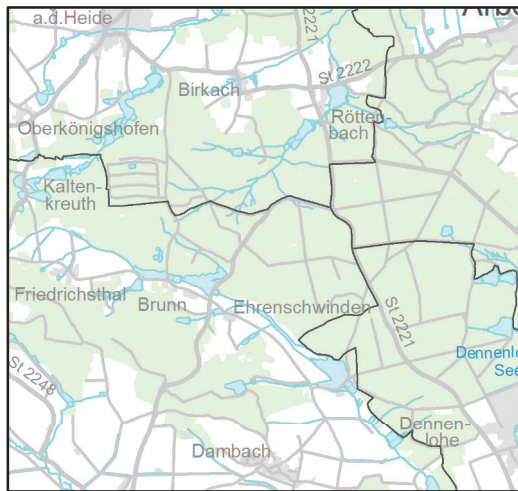 a.d.Heide
2221
St 2222
Birkach
Rötten-
bach
Oberkönigshofen
Kalten-
kreuth
Friedrichsthal
Brunn
Ehrenschwinden
St 2221
Dennenlo
See
St 2248
Dennen-
lohe
Dambach